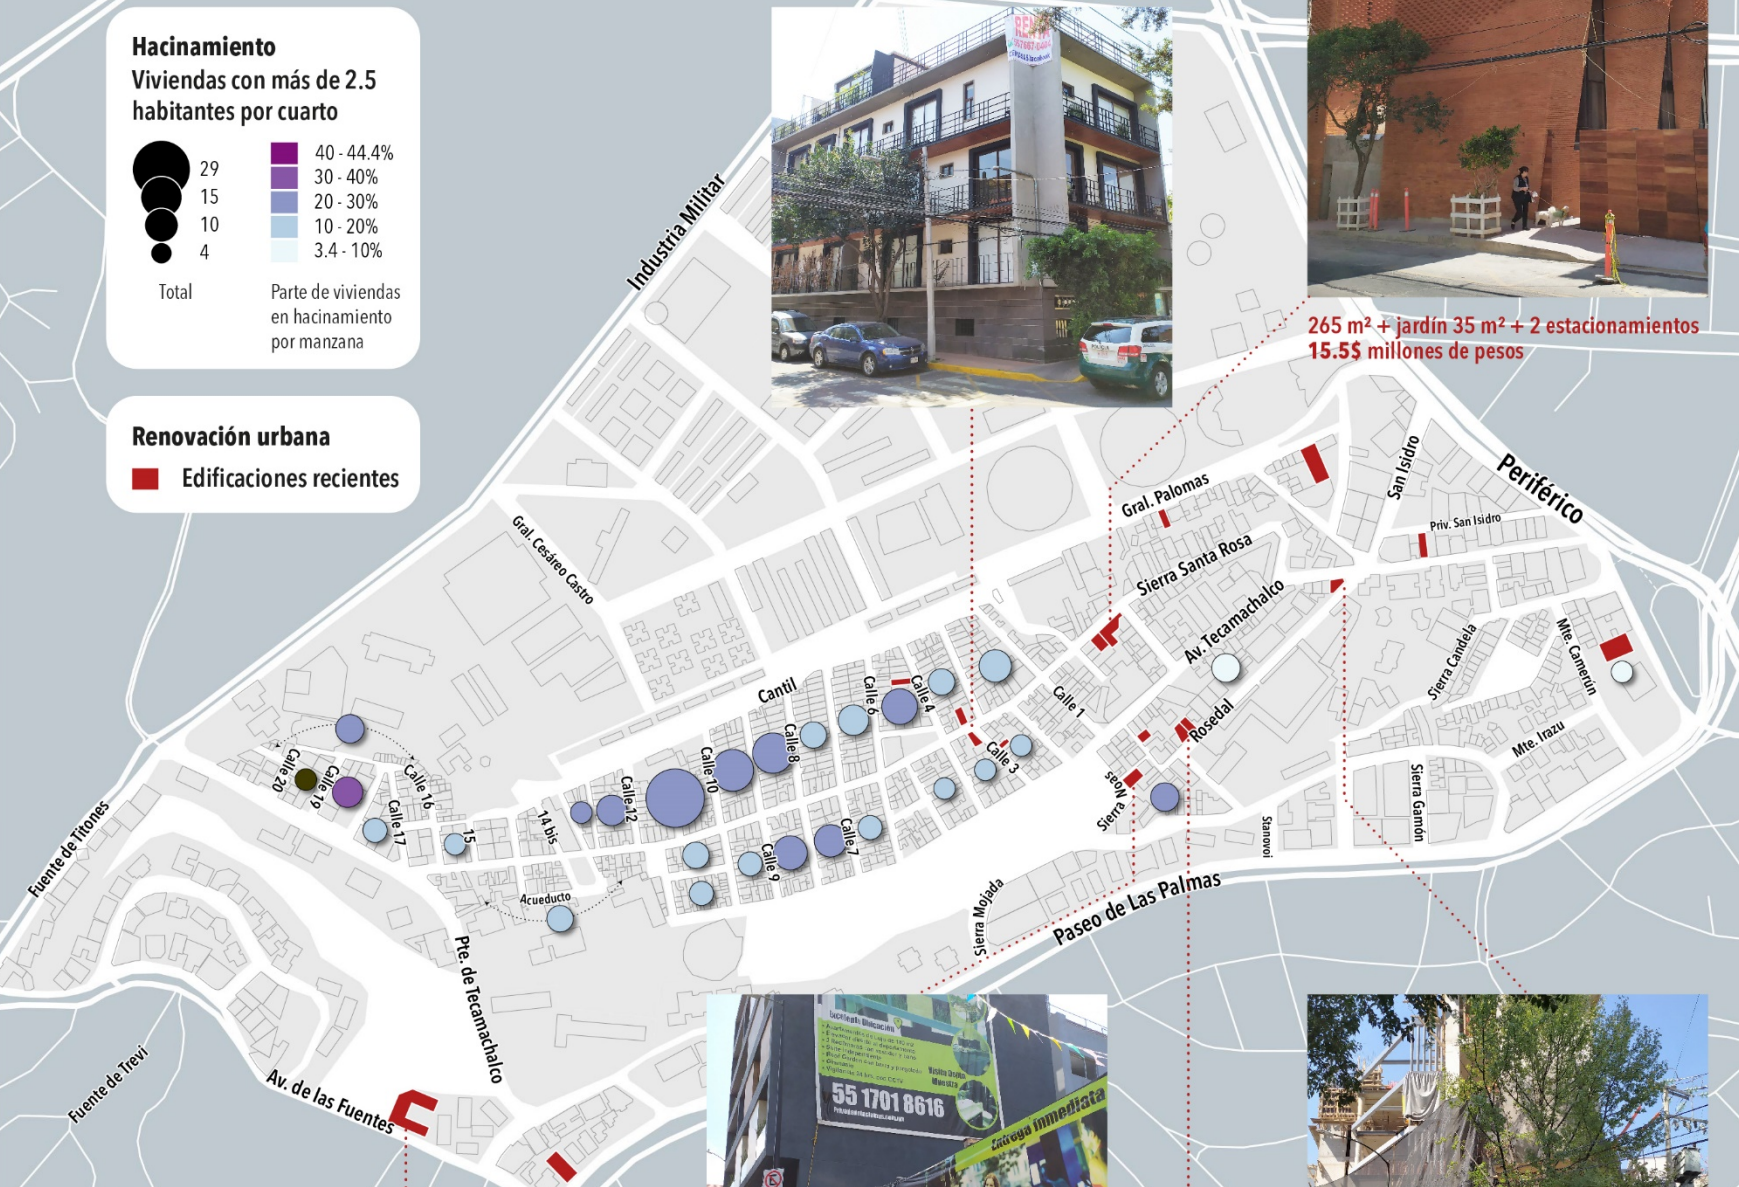 Hacinamiento
Viviendas con más de 2.5
habitantes por cuarto
29
15
10
4
Total
40 - 44.4%
30 - 40%
20 - 30%
10 - 20%
3.4 - 10%
Parte de viviendas
en hacinamiento
por manzana
Renovación urbana
Edificaciones recientes
RENTA
265 m² + jardín 35 m² + 2 estacionamientos
15.5$ millones de pesos
Industria Militar
Periférico
San Isidro
Priv. San Isidro
Gral. Palomas
Sierra Santa Rosa
Av. Tecamachalco
Gral. Cesáreo Castro
Cantil
Calle 1
Calle 3
Calle 4
Calle 6
Calle 7
Calle 8
Calle 9
Calle 10
Calle 12
14 bis
15
Calle 16
Calle 17
Calle 19
Calle 20
Acueducto
Rosedal
Sierra Noas
Sierra Candela
Mte. Camerún
Mte. Irazu
Sierra Gamón
Stanovoi
Sierra Mojada
Paseo de Las Palmas
Pte. de Tecamachalco
Fuente de Titones
Fuente de Trevi
Av. de las Fuentes
Excelente Ubicación
55 1701 8616
Entrega inmediata
E